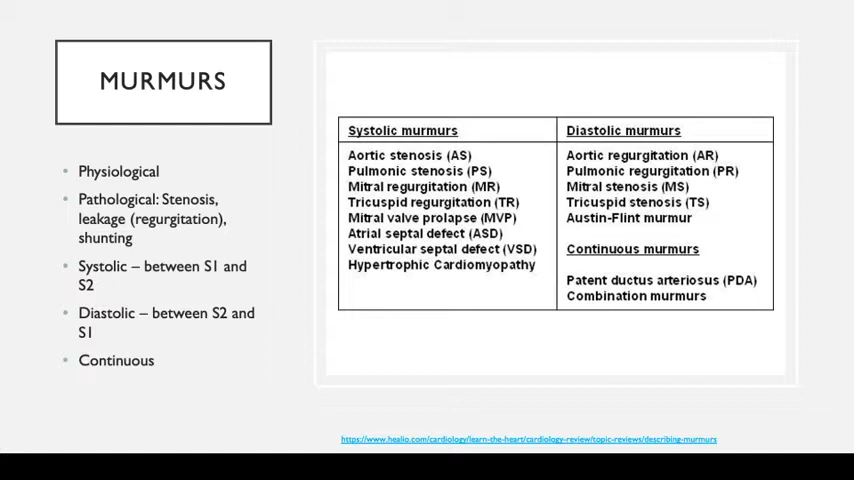 MURMURS
• Physiological
• Pathological: Stenosis,
leakage (regurgitation),
shunting
• Systolic – between S1 and
S2
• Diastolic – between S2 and
S1
• Continuous
Systolic murmurs
Aortic stenosis (AS)
Pulmonic stenosis (PS)
Mitral regurgitation (MR)
Tricuspid regurgitation (TR)
Mitral valve prolapse (MVP)
Atrial septal defect (ASD)
Ventricular septal defect (VSD)
Hypertrophic Cardiomyopathy
Diastolic murmurs
Aortic regurgitation (AR)
Pulmonic regurgitation (PR)
Mitral stenosis (MS)
Tricuspid stenosis (TS)
Austin-Flint murmur
Continuous murmurs
Patent ductus arteriosus (PDA)
Combination murmurs
https://www.healio.com/cardiology/learn-the-heart/cardiology-review/topic-reviews/describing-murmurs